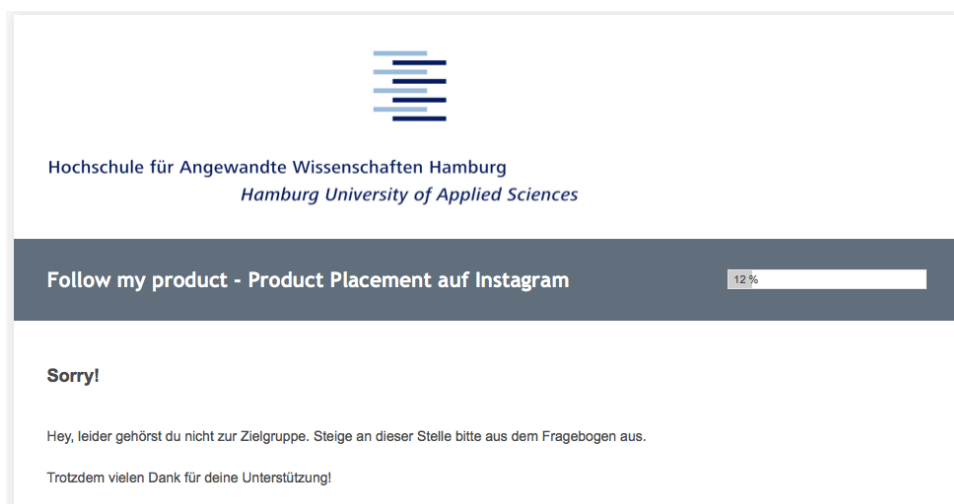 Hochschule für Angewandte Wissenschaften Hamburg
Hamburg University of Applied Sciences
Follow my product - Product Placement auf Instagram
12 %
Sorry!
Hey, leider gehörst du nicht zur Zielgruppe. Steige an dieser Stelle bitte aus dem Fragebogen aus.
Trotzdem vielen Dank für deine Unterstützung!